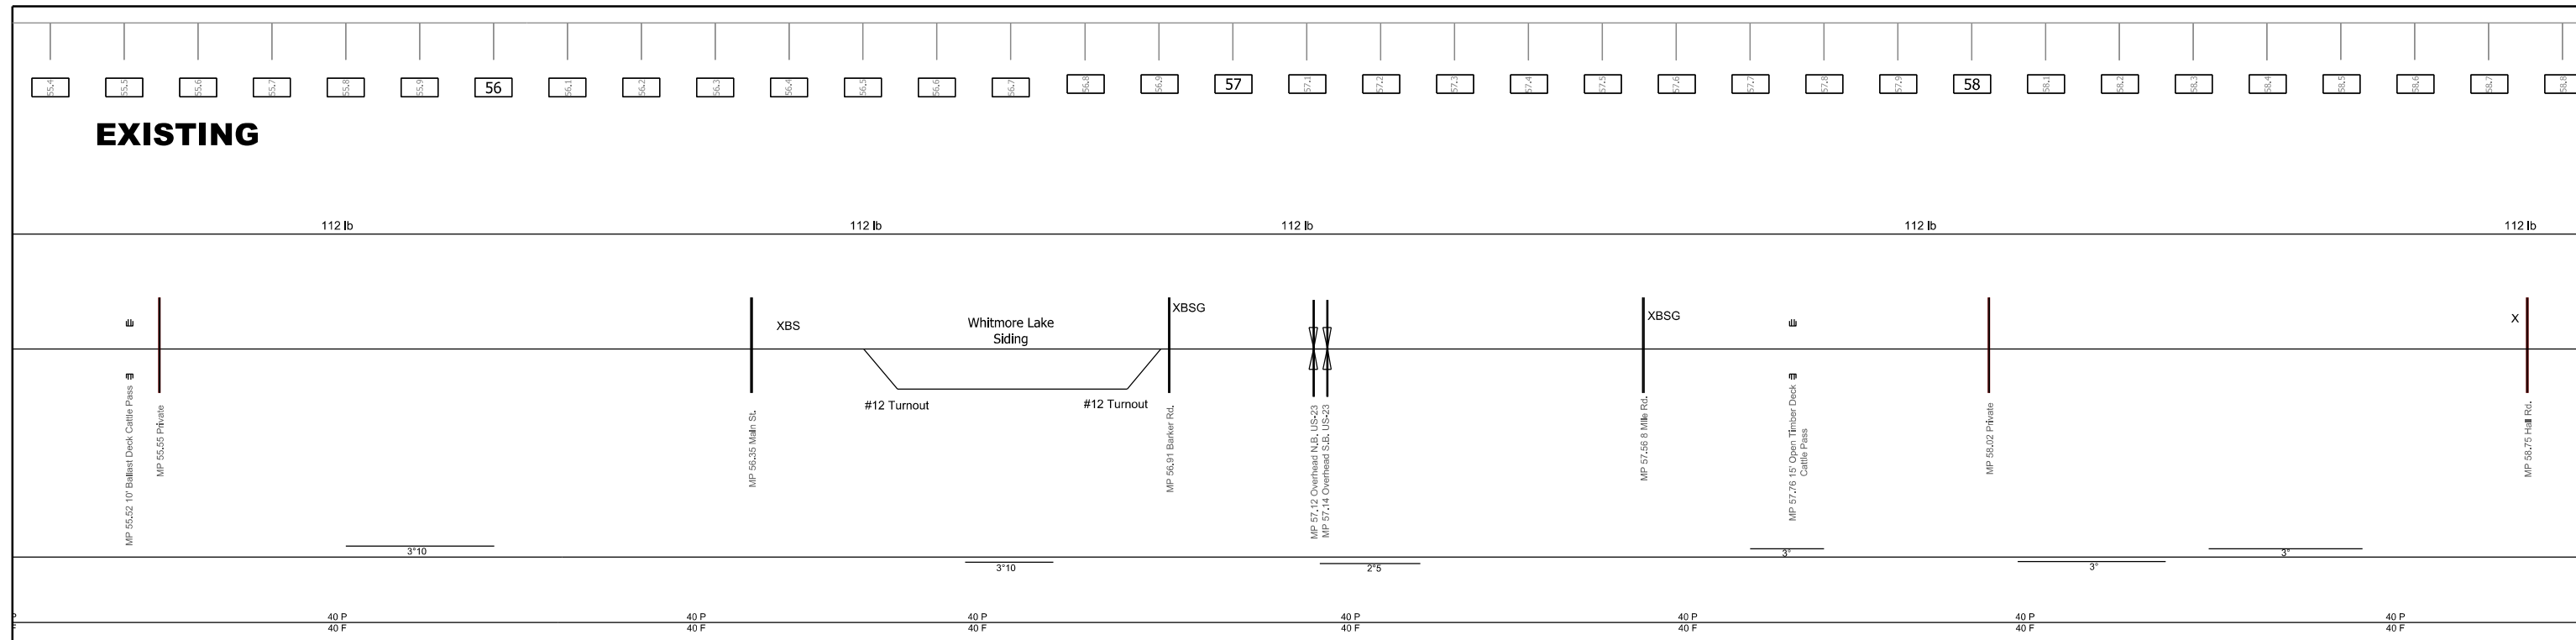 55.4
55.5
55.6
55.7
55.8
55.9
56
56.1
56.2
56.3
56.4
56.5
56.6
56.7
56.8
56.9
57
57.1
57.2
57.3
57.4
57.5
57.6
57.7
57.8
57.9
58
58.1
58.2
58.3
58.4
58.5
58.6
58.7
58.8
EXISTING
112 lb
112 lb
112 lb
112 lb
112 lb
XBS
Whitmore Lake
Siding
XBSG
XBSG
X
#12 Turnout
#12 Turnout
MP 55.52 10' Ballast Deck Cattle Pass
MP 55.55 Private
MP 56.35 Main St.
MP 56.91 Barker Rd.
MP 57.12 Overhead N.B. US-23
MP 57.14 Overhead S.B. US-23
MP 57.56 8 Mile Rd.
MP 57.76 15' Open Timber Deck
Cattle Pass
MP 58.02 Private
MP 58.75 Hall Rd.
3°10
3°10
2°5
3°
3°
3°
P
F
40 P
40 F
40 P
40 F
40 P
40 F
40 P
40 F
40 P
40 F
40 P
40 F
40 P
40 F